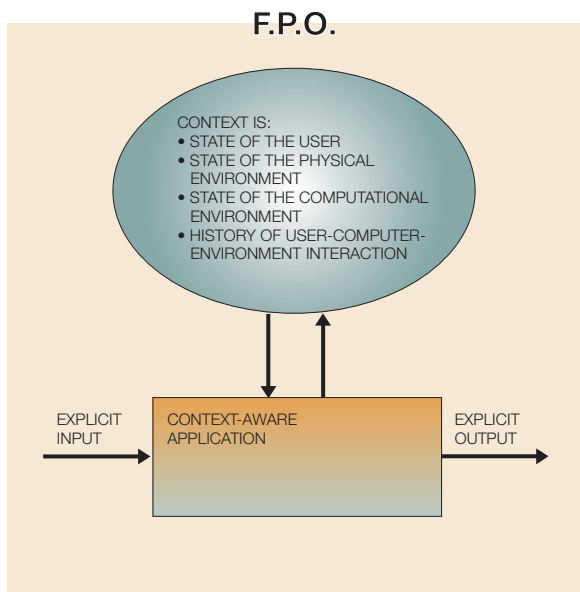 F.P.O.
CONTEXT IS:
• STATE OF THE USER
• STATE OF THE PHYSICAL
ENVIRONMENT
• STATE OF THE COMPUTATIONAL
ENVIRONMENT
• HISTORY OF USER-COMPUTER-
ENVIRONMENT INTERACTION
EXPLICIT
INPUT
CONTEXT-AWARE
APPLICATION
EXPLICIT
OUTPUT